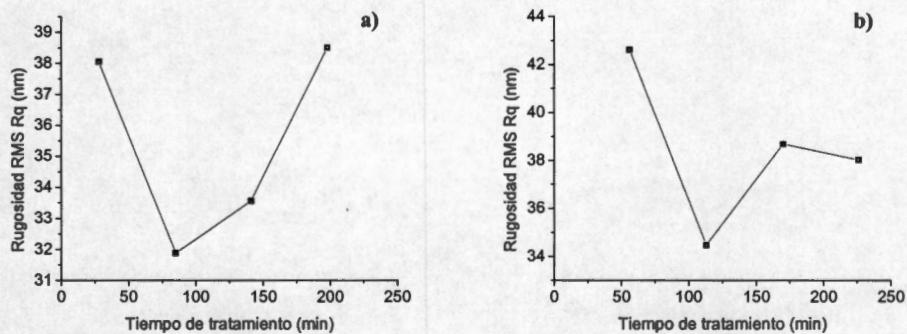 a)
39
38
37
36
35
34
33
32
31
Rugosidad RMS Rq (nm)
0 50 100 150 200 250
Tiempo de tratamiento (min)
b)
44
42
40
38
36
34
Rugosidad RMS Rq (nm)
0 50 100 150 200 250
Tiempo de tratamiento (min)